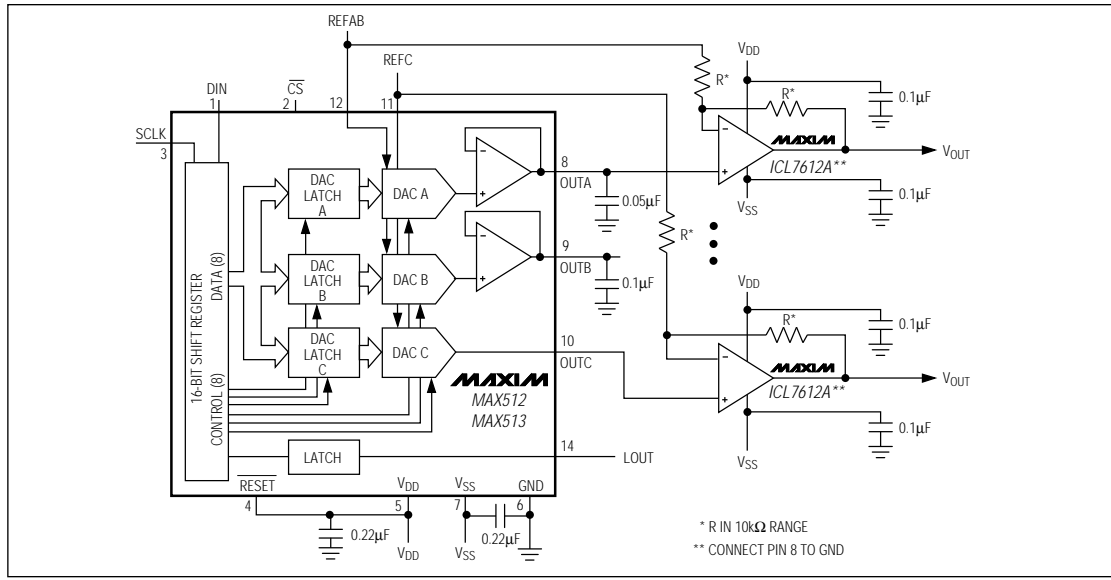 REFAB
REFC
DIN
C̅S̅
1
2
12
11
SCLK
3
16-BIT SHIFT REGISTER
DATA (8)
CONTROL (8)
DAC
LATCH
A
DAC A
DAC
LATCH
B
DAC B
DAC
LATCH
C
DAC C
LATCH
-
+
8
OUTA
0.05μF
-
+
9
OUTB
0.1μF
10
OUTC
MAXIM
MAX512
MAX513
14
LOUT
R̅E̅S̅E̅T̅
4
VDD
5
VSS
7
GND
6
0.22μF
VDD
VSS
0.22μF
R*
VDD
0.1μF
R*
-
+
MAXIM
ICL7612A**
VOUT
VSS
0.1μF
R*
VDD
0.1μF
R*
-
+
MAXIM
ICL7612A**
VOUT
VSS
0.1μF
* R IN 10kΩ RANGE
** CONNECT PIN 8 TO GND